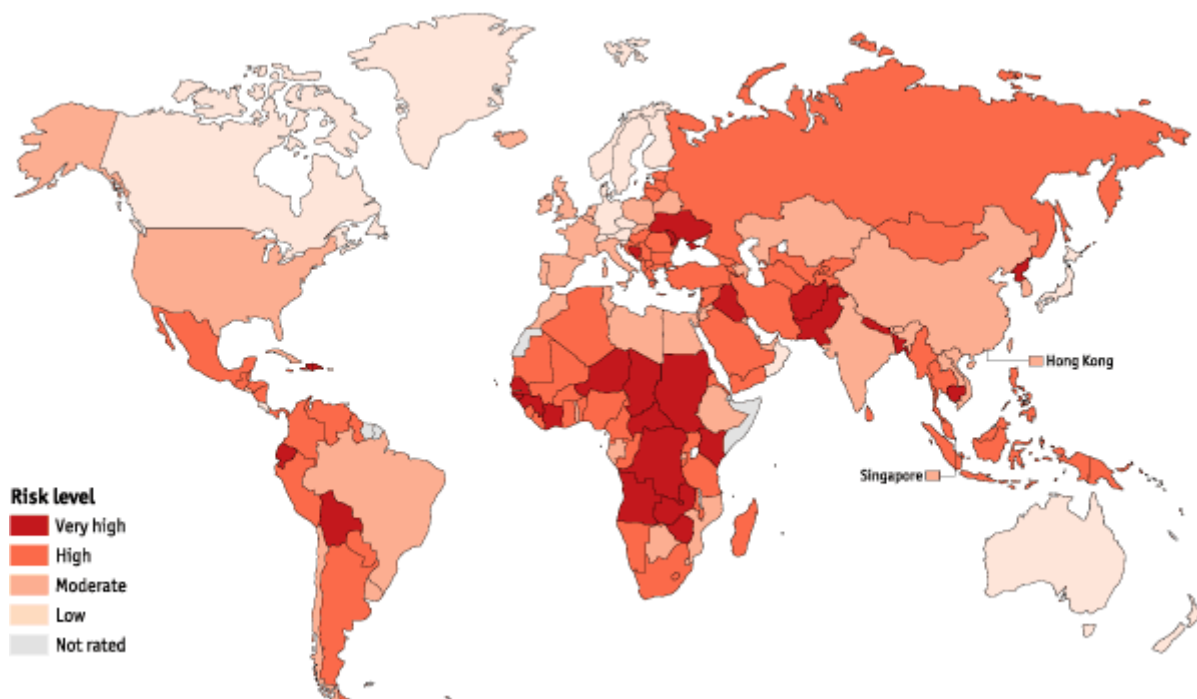 Hong Kong
Singapore
Risk level
Very high
High
Moderate
Low
Not rated